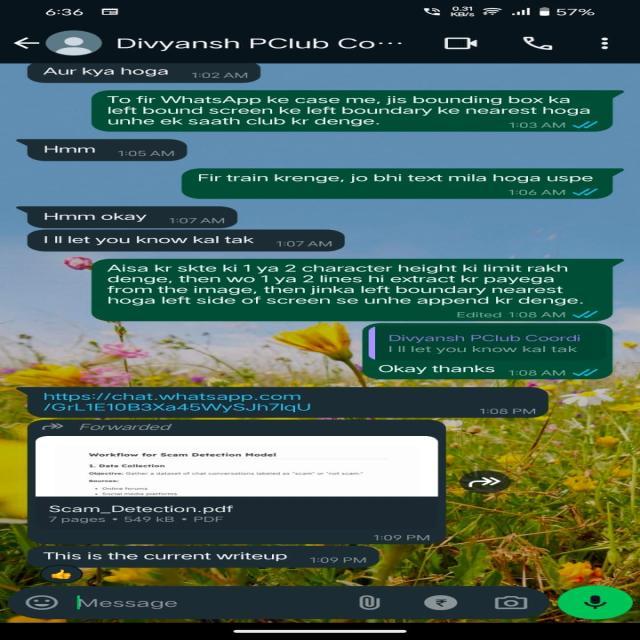 6:36
0.31
KB/s
57%
Divyansh PClub Co···
Aur kya hoga 1:02 AM
To fir WhatsApp ke case me, jis bounding box ka
left bound screen ke left boundary ke nearest hoga
unhe ek saath club kr denge.
1:03 AM
Hmm 1:05 AM
Fir train krenge, jo bhi text mila hoga uspe
1:06 AM
Hmm okay 1:07 AM
I ll let you know kal tak 1:07 AM
Aisa kr skte ki 1 ya 2 character height ki limit rakh
denge, then wo 1 ya 2 lines hi extract kr payega
from the image, then jinka left boundary nearest
hoga left side of screen se unhe append kr denge.
Edited 1:08 AM
Divyansh PClub Coordi
I ll let you know kal tak
Okay thanks 1:08 AM
https://chat.whatsapp.com
/GrL1E10B3Xa45WySJh7lqU
1:08 PM
Forwarded
Workflow for Scam Detection Model
1. Data Collection
Objective: Gather a dataset of chat conversations labeled as "scam" or "not scam."
Sources:
• Online forums
• Social media platforms
Scam_Detection.pdf
7 pages • 549 kB • PDF
1:09 PM
This is the current writeup 1:09 PM
Message